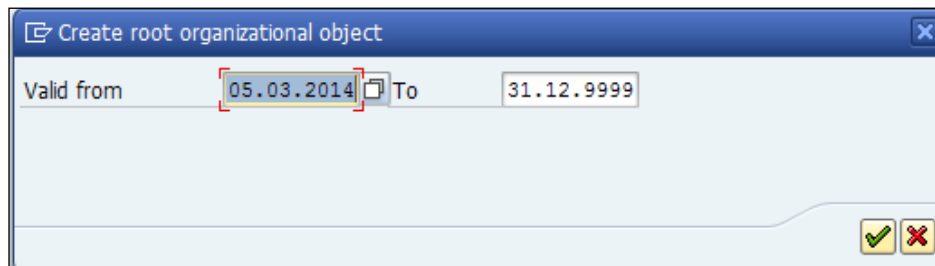 Create root organizational object
Valid from 05.03.2014 To 31.12.9999